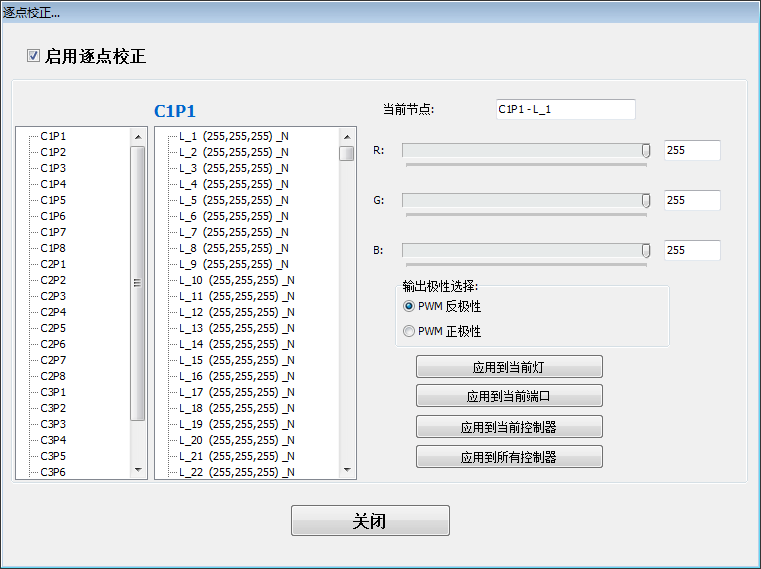 逐点校正...
启用逐点校正
C1P1
C1P1
C1P2
C1P3
C1P4
C1P5
C1P6
C1P7
C1P8
C2P1
C2P2
C2P3
C2P4
C2P5
C2P6
C2P7
C2P8
C3P1
C3P2
C3P3
C3P4
C3P5
C3P6
L_1 (255,255,255) _N
L_2 (255,255,255) _N
L_3 (255,255,255) _N
L_4 (255,255,255) _N
L_5 (255,255,255) _N
L_6 (255,255,255) _N
L_7 (255,255,255) _N
L_8 (255,255,255) _N
L_9 (255,255,255) _N
L_10 (255,255,255) _N
L_11 (255,255,255) _N
L_12 (255,255,255) _N
L_13 (255,255,255) _N
L_14 (255,255,255) _N
L_15 (255,255,255) _N
L_16 (255,255,255) _N
L_17 (255,255,255) _N
L_18 (255,255,255) _N
L_19 (255,255,255) _N
L_20 (255,255,255) _N
L_21 (255,255,255) _N
L_22 (255,255,255) _N
当前节点: C1P1 - L_1
R: 255
G: 255
B: 255
输出极性选择:
PWM 反极性
PWM 正极性
应用到当前灯
应用到当前端口
应用到当前控制器
应用到所有控制器
关闭